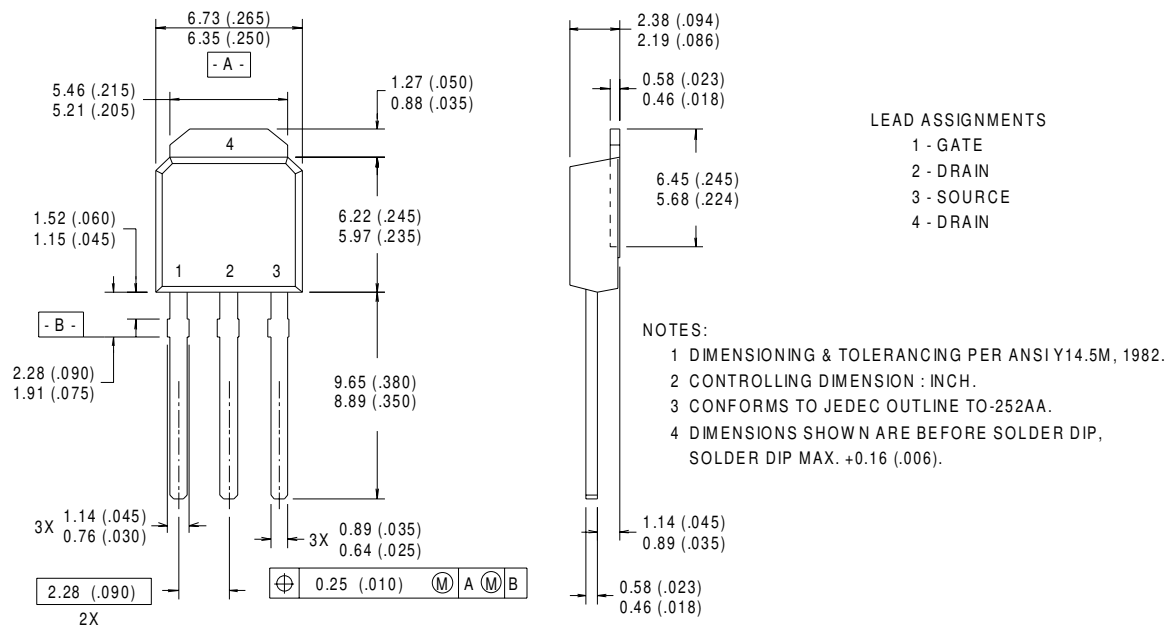 6.73 (.265)
6.35 (.250)
- A -
5.46 (.215)
5.21 (.205)
1.27 (.050)
0.88 (.035)
4
1.52 (.060)
1.15 (.045)
6.22 (.245)
5.97 (.235)
1 2 3
- B -
2.28 (.090)
1.91 (.075)
9.65 (.380)
8.89 (.350)
3X 1.14 (.045)
0.76 (.030)
3X 0.89 (.035)
0.64 (.025)
2.28 (.090)
2X
0.25 (.010) Ⓜ A Ⓜ B
2.38 (.094)
2.19 (.086)
0.58 (.023)
0.46 (.018)
6.45 (.245)
5.68 (.224)
1.14 (.045)
0.89 (.035)
0.58 (.023)
0.46 (.018)
LEAD ASSIGNMENTS
1 - GATE
2 - DRAIN
3 - SOURCE
4 - DRAIN
NOTES:
1 DIMENSIONING & TOLERANCING PER ANSI Y14.5M, 1982.
2 CONTROLLING DIMENSION : INCH.
3 CONFORMS TO JEDEC OUTLINE TO-252AA.
4 DIMENSIONS SHOWN ARE BEFORE SOLDER DIP,
SOLDER DIP MAX. +0.16 (.006).